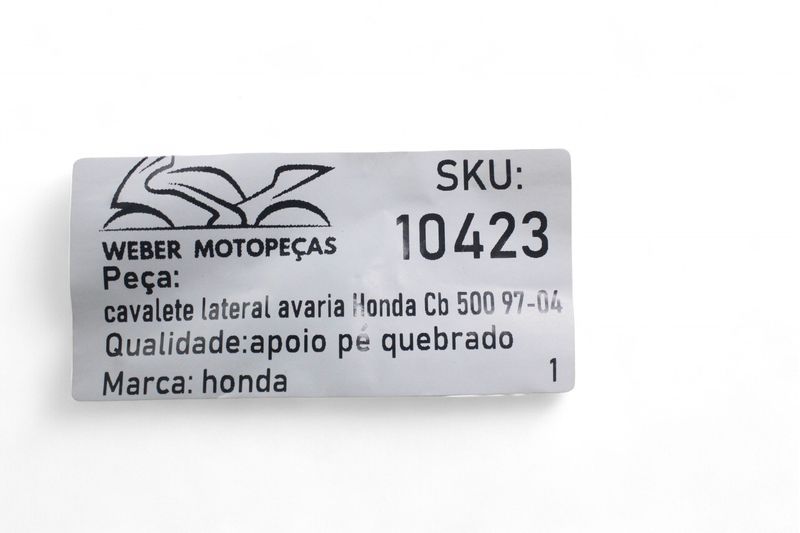 WEBER MOTOPEÇAS
SKU:
10423
Peça:
cavalete lateral avaria Honda Cb 500 97-04
Qualidade:apoio pé quebrado
Marca: honda
1